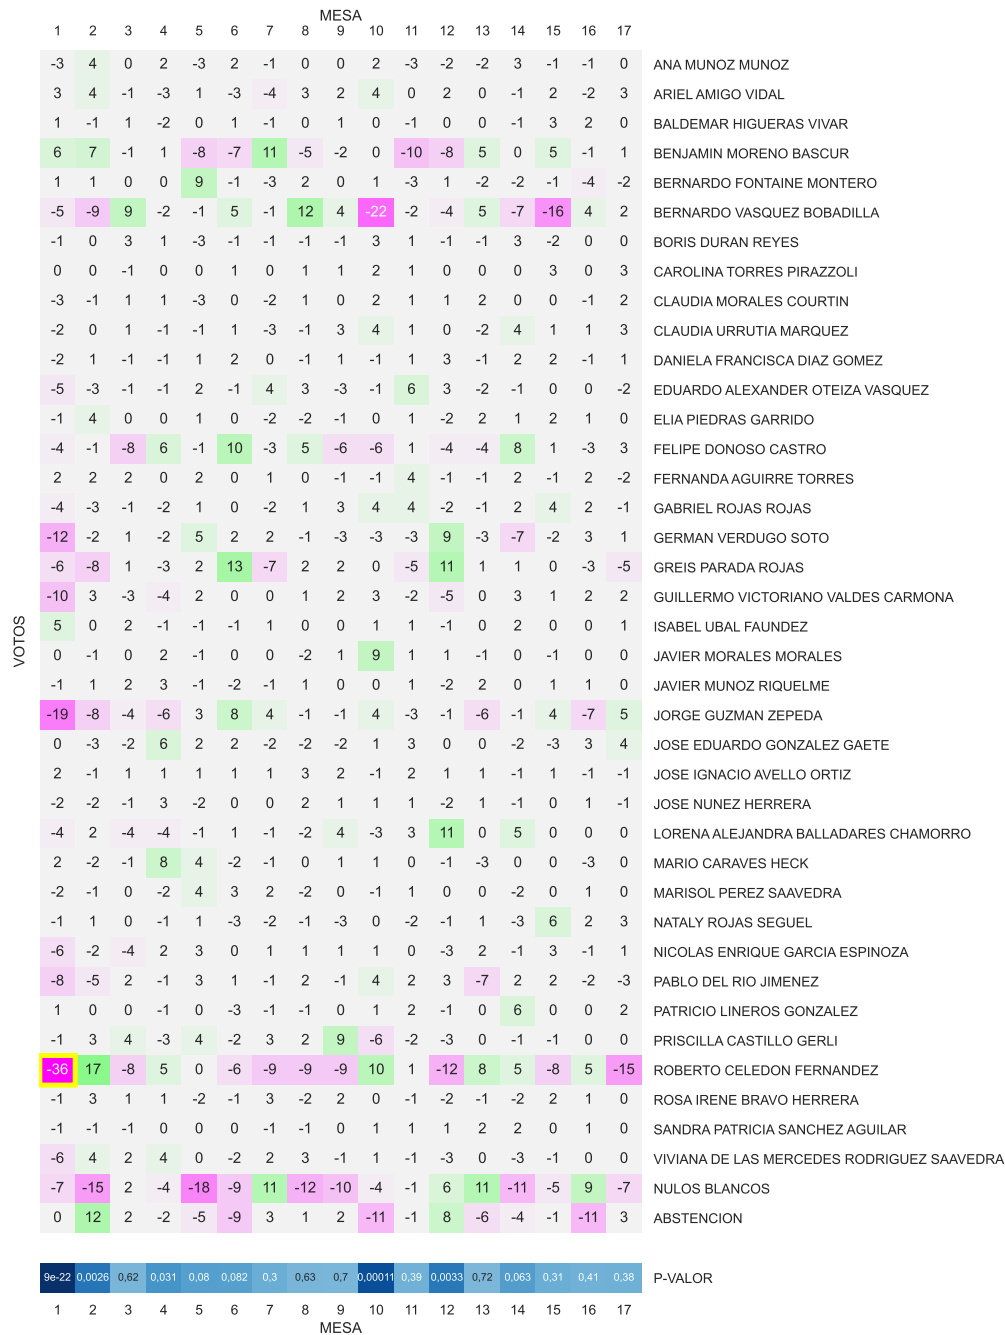 MESA
1 2 3 4 5 6 7 8 9 10 11 12 13 14 15 16 17
-3 4 0 2 -3 2 -1 0 0 2 -3 -2 -2 3 -1 -1 0 ANA MUNOZ MUNOZ
3 4 -1 -3 1 -3 -4 3 2 4 0 2 0 -1 2 -2 3 ARIEL AMIGO VIDAL
1 -1 1 -2 0 1 -1 0 1 0 -1 0 0 -1 3 2 0 BALDEMAR HIGUERAS VIVAR
6 7 -1 1 -8 -7 11 -5 -2 0 -10 -8 5 0 5 -1 1 BENJAMIN MORENO BASCUR
1 1 0 0 9 -1 -3 2 0 1 -3 1 -2 -2 -1 -4 -2 BERNARDO FONTAINE MONTERO
-5 -9 9 -2 -1 5 -1 12 4 -22 -2 -4 5 -7 -16 4 2 BERNARDO VASQUEZ BOBADILLA
-1 0 3 1 -3 -1 -1 -1 -1 3 1 -1 -1 3 -2 0 0 BORIS DURAN REYES
0 0 -1 0 0 1 0 1 1 2 1 0 0 0 3 0 3 CAROLINA TORRES PIRAZZOLI
-3 -1 1 1 -3 0 -2 1 0 2 1 1 2 0 0 -1 2 CLAUDIA MORALES COURTIN
-2 0 1 -1 -1 1 -3 -1 3 4 1 0 -2 4 1 1 3 CLAUDIA URRUTIA MARQUEZ
-2 1 -1 -1 1 2 0 -1 1 -1 1 3 -1 2 2 -1 1 DANIELA FRANCISCA DIAZ GOMEZ
-5 -3 -1 -1 2 -1 4 3 -3 -1 6 3 -2 -1 0 0 -2 EDUARDO ALEXANDER OTEIZA VASQUEZ
-1 4 0 0 1 0 -2 -2 -1 0 1 -2 2 1 2 1 0 ELIA PIEDRAS GARRIDO
-4 -1 -8 6 -1 10 -3 5 -6 -6 1 -4 -4 8 1 -3 3 FELIPE DONOSO CASTRO
2 2 2 0 2 0 1 0 -1 -1 4 -1 -1 2 -1 2 -2 FERNANDA AGUIRRE TORRES
-4 -3 -1 -2 1 0 -2 1 3 4 4 -2 -1 2 4 2 -1 GABRIEL ROJAS ROJAS
-12 -2 1 -2 5 2 2 -1 -3 -3 -3 9 -3 -7 -2 3 1 GERMAN VERDUGO SOTO
-6 -8 1 -3 2 13 -7 2 2 0 -5 11 1 1 0 -3 -5 GREIS PARADA ROJAS
-10 3 -3 -4 2 0 0 1 2 3 -2 -5 0 3 1 2 2 GUILLERMO VICTORIANO VALDES CARMONA
5 0 2 -1 -1 -1 1 0 0 1 1 -1 0 2 0 0 1 ISABEL UBAL FAUNDEZ
0 -1 0 2 -1 0 0 -2 1 9 1 1 -1 0 -1 0 0 JAVIER MORALES MORALES
-1 1 2 3 -1 -2 -1 1 0 0 1 -2 2 0 1 1 0 JAVIER MUNOZ RIQUELME
-19 -8 -4 -6 3 8 4 -1 -1 4 -3 -1 -6 -1 4 -7 5 JORGE GUZMAN ZEPEDA
0 -3 -2 6 2 2 -2 -2 -2 1 3 0 0 -2 -3 3 4 JOSE EDUARDO GONZALEZ GAETE
2 -1 1 1 1 1 1 3 2 -1 2 1 1 -1 1 -1 -1 JOSE IGNACIO AVELLO ORTIZ
-2 -2 -1 3 -2 0 0 2 1 1 1 -2 1 -1 0 1 -1 JOSE NUNEZ HERRERA
-4 2 -4 -4 -1 1 -1 -2 4 -3 3 11 0 5 0 0 0 LORENA ALEJANDRA BALLADARES CHAMORRO
2 -2 -1 8 4 -2 -1 0 1 1 0 -1 -3 0 0 -3 0 MARIO CARAVES HECK
-2 -1 0 -2 4 3 2 -2 0 -1 1 0 0 -2 0 1 0 MARISOL PEREZ SAAVEDRA
-1 1 0 -1 1 -3 -2 -1 -3 0 -2 -1 1 -3 6 2 3 NATALY ROJAS SEGUEL
-6 -2 -4 2 3 0 1 1 1 1 0 -3 2 -1 3 -1 1 NICOLAS ENRIQUE GARCIA ESPINOZA
-8 -5 2 -1 3 1 -1 2 -1 4 2 3 -7 2 2 -2 -3 PABLO DEL RIO JIMENEZ
1 0 0 -1 0 -3 -1 -1 0 1 2 -1 0 6 0 0 2 PATRICIO LINEROS GONZALEZ
-1 3 4 -3 4 -2 3 2 9 -6 -2 -3 0 -1 -1 0 0 PRISCILLA CASTILLO GERLI
-36 17 -8 5 0 -6 -9 -9 -9 10 1 -12 8 5 -8 5 -15 ROBERTO CELEDON FERNANDEZ
-1 3 1 1 -2 -1 3 -2 2 0 -1 -2 -1 -2 2 1 0 ROSA IRENE BRAVO HERRERA
-1 -1 -1 0 0 0 -1 -1 0 1 1 1 2 2 0 1 0 SANDRA PATRICIA SANCHEZ AGUILAR
-6 4 2 4 0 -2 2 3 -1 1 -1 -3 0 -3 -1 0 0 VIVIANA DE LAS MERCEDES RODRIGUEZ SAAVEDRA
-7 -15 2 -4 -18 -9 11 -12 -10 -4 -1 6 11 -11 -5 9 -7 NULOS BLANCOS
0 12 2 -2 -5 -9 3 1 2 -11 -1 8 -6 -4 -1 -11 3 ABSTENCION
VOTOS
9e-22 0,0026 0,62 0,031 0,08 0,082 0,3 0,63 0,7 0,00011 0,39 0,0033 0,72 0,063 0,31 0,41 0,38 P-VALOR
1 2 3 4 5 6 7 8 9 10 11 12 13 14 15 16 17
MESA